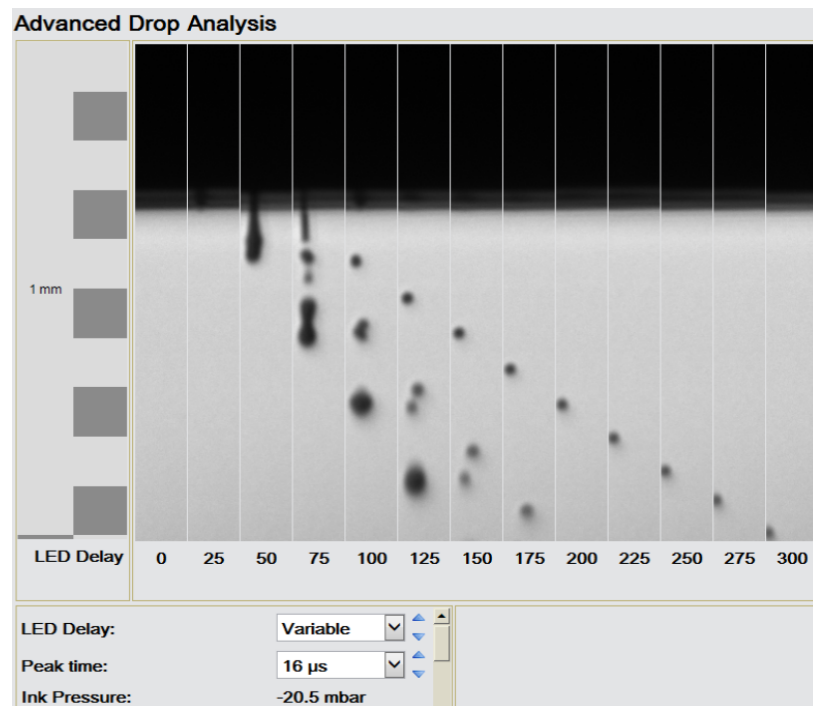 Advanced Drop Analysis
1 mm
LED Delay 0 25 50 75 100 125 150 175 200 225 250 275 300
LED Delay: Variable
Peak time: 16 µs
Ink Pressure: -20.5 mbar